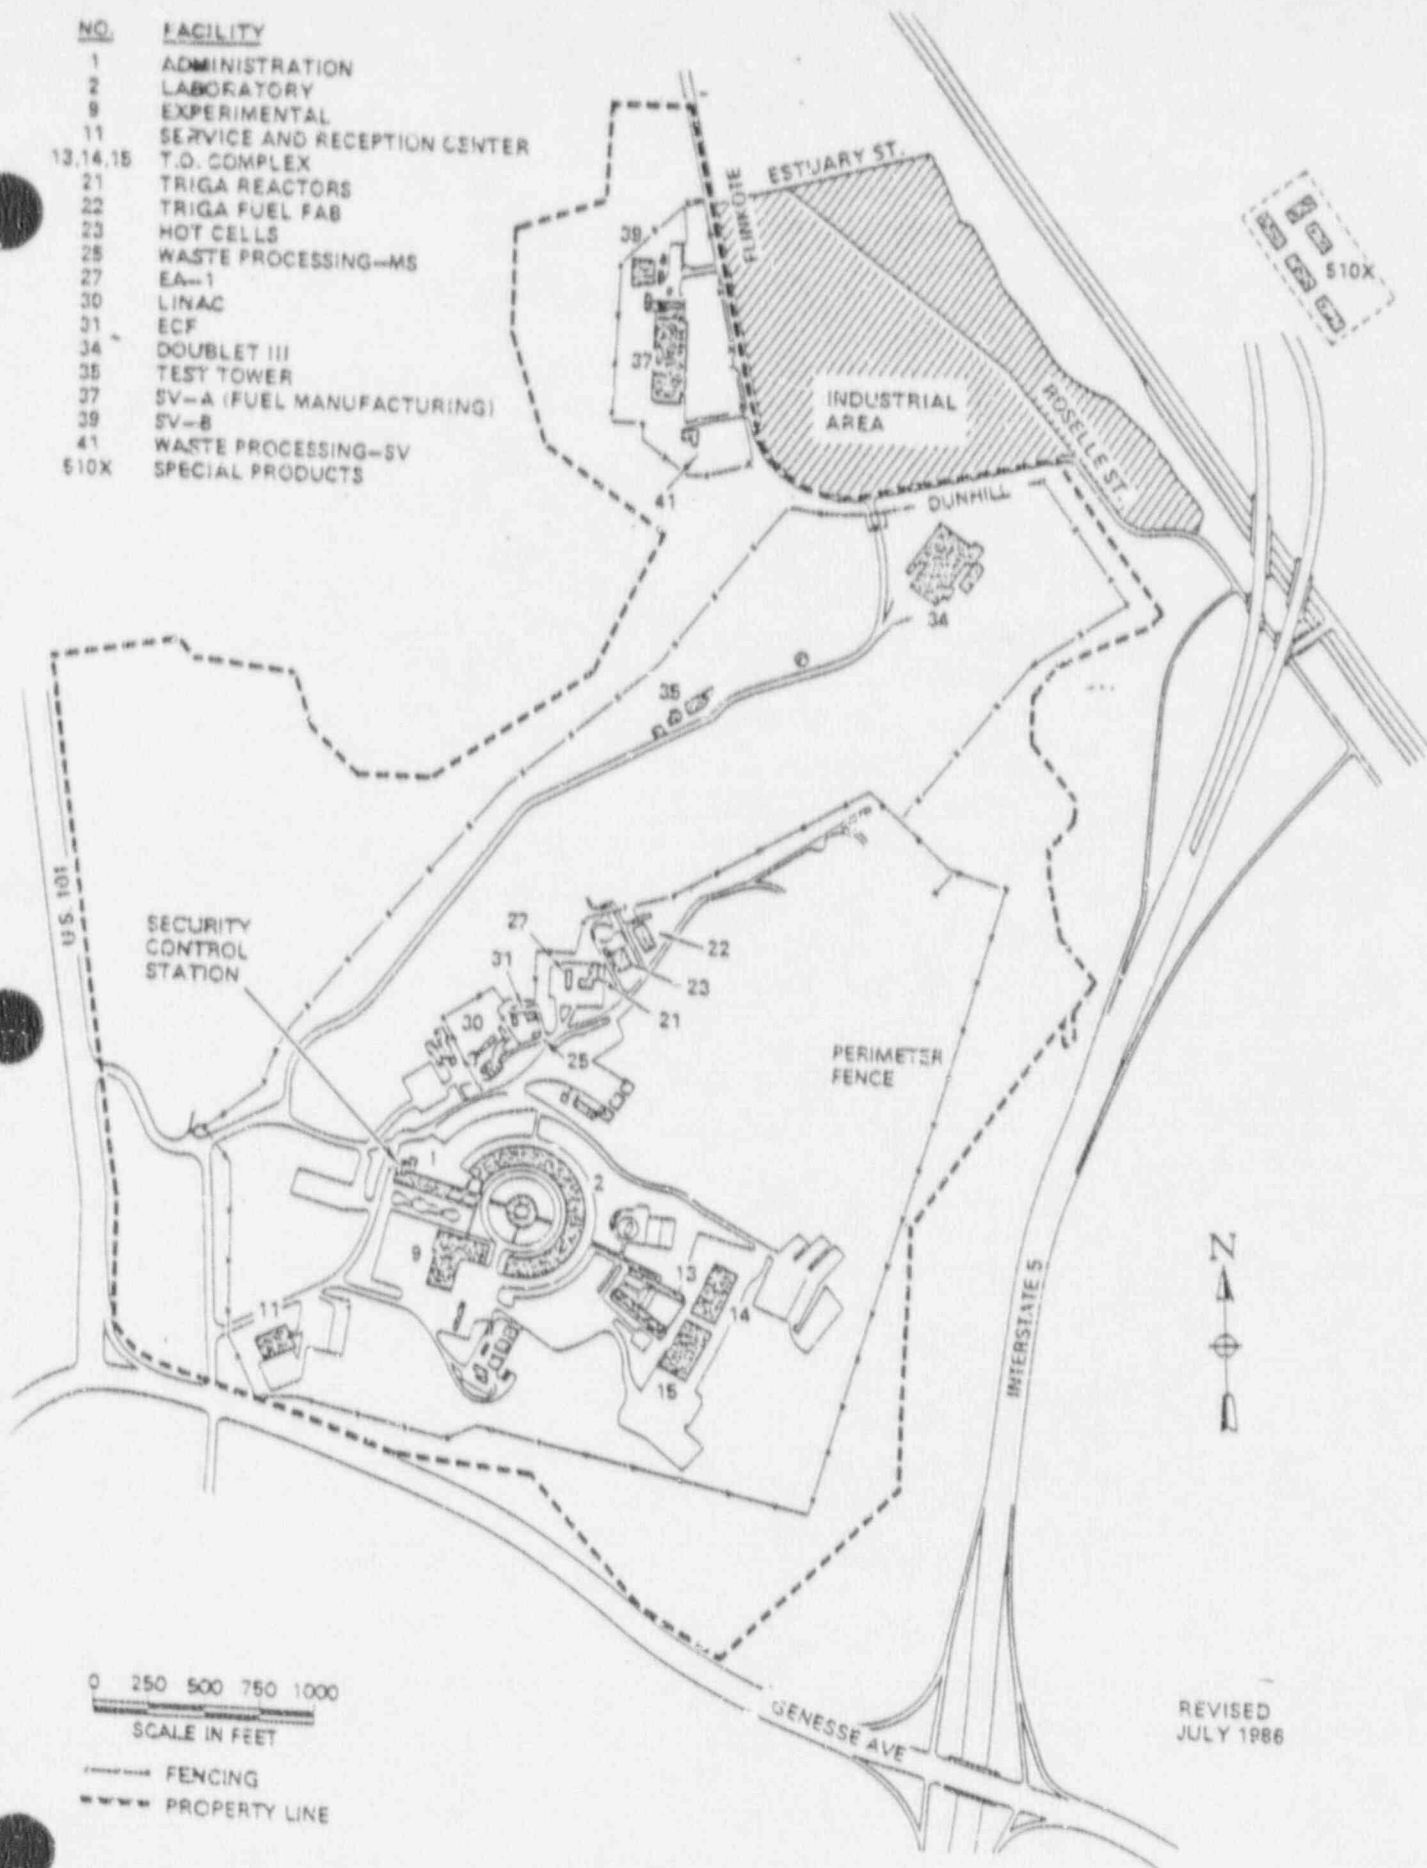 NO. FACILITY
1 ADMINISTRATION
2 LABORATORY
9 EXPERIMENTAL
11 SERVICE AND RECEPTION CENTER
13,14,15 T.O. COMPLEX
21 TRIGA REACTORS
22 TRIGA FUEL FAB
23 HOT CELLS
25 WASTE PROCESSING—MS
27 EA—1
30 LINAC
31 ECF
34 DOUBLET III
35 TEST TOWER
37 SV—A (FUEL MANUFACTURING)
39 SV—B
41 WASTE PROCESSING—SV
510X SPECIAL PRODUCTS
ESTUARY ST.
FLINKOTE
39
510X
37
INDUSTRIAL
AREA
ROSELLE ST.
41
DUNHILL
34
35
U.S. 101
SECURITY
CONTROL
STATION
27
22
31
23
30
21
25
PERIMETER
FENCE
1
2
9
13
N
11
14
15
INTERSTATE 5
0 250 500 750 1000
SCALE IN FEET
FENCING
PROPERTY LINE
GENESSE AVE
REVISED
JULY 1986